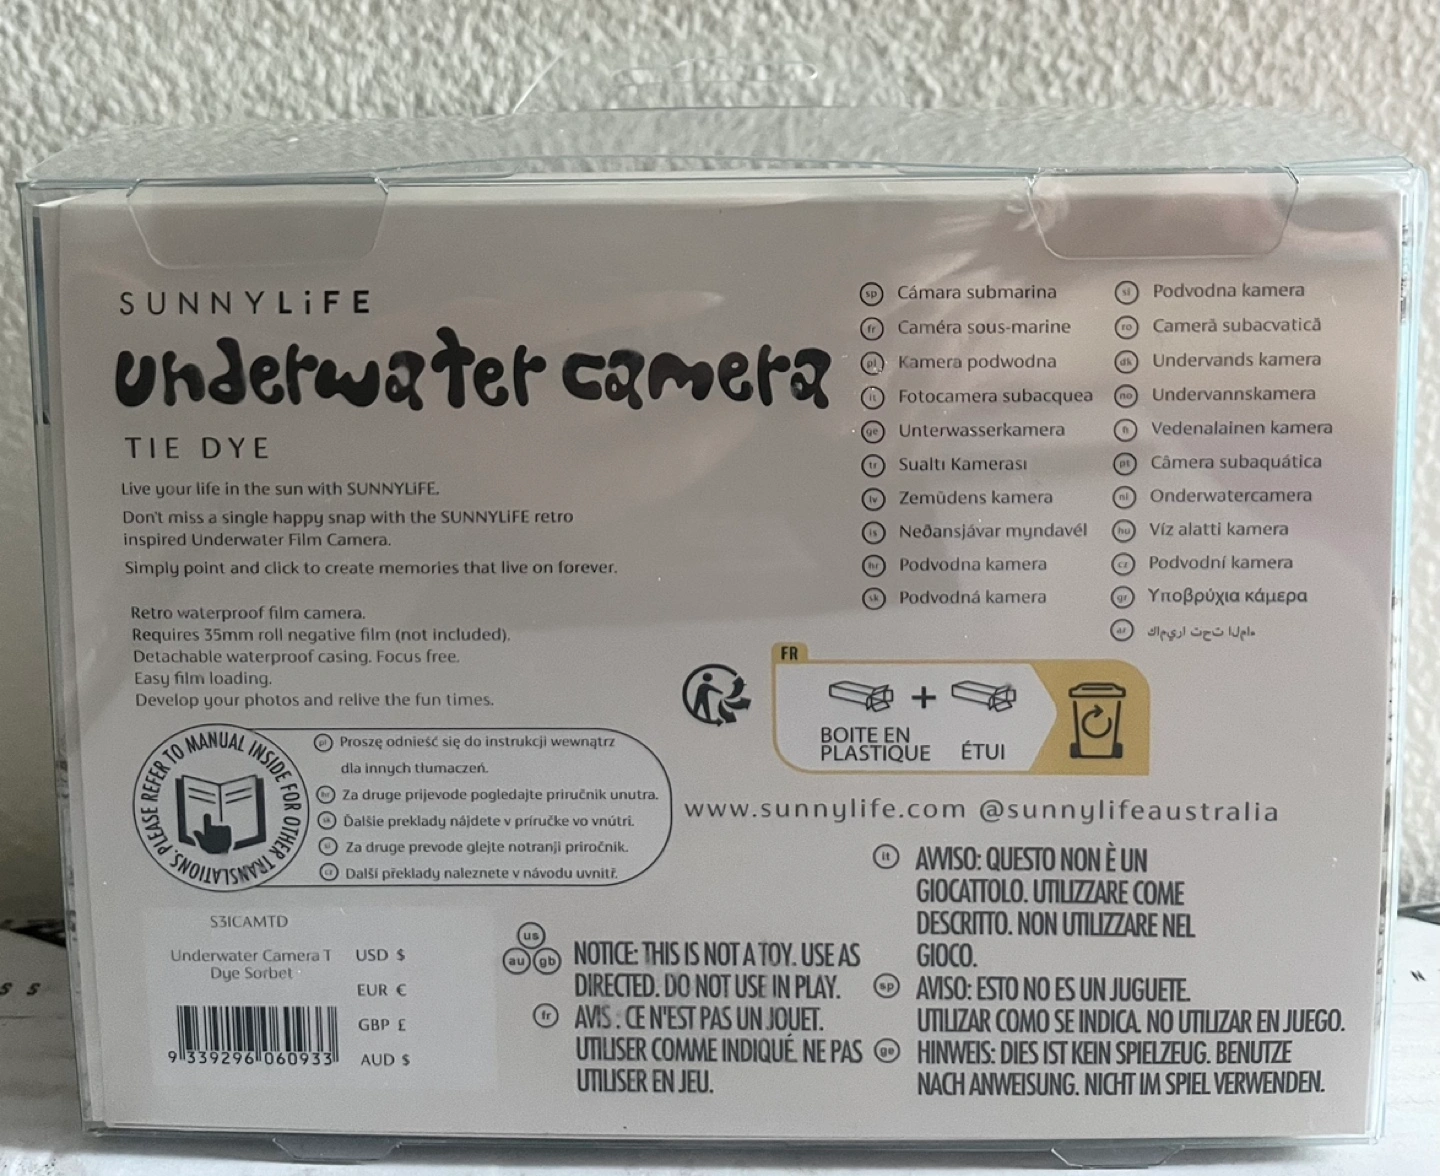 SUNNYLiFE
underwater camera
TIE DYE
Live your life in the sun with SUNNYLiFE.
Don't miss a single happy snap with the SUNNYLiFE retro
inspired Underwater Film Camera.
Simply point and click to create memories that live on forever.
Retro waterproof film camera.
Requires 35mm roll negative film (not included).
Detachable waterproof casing. Focus free.
Easy film loading.
Develop your photos and relive the fun times.
PLEASE REFER TO MANUAL INSIDE FOR OTHER TRANSLATIONS.
pl Proszę odnieść się do instrukcji wewnątrz
dla innych tłumaczeń.
hr Za druge prijevode pogledajte priručnik unutra.
sk Ďalšie preklady nájdete v príručke vo vnútri.
si Za druge prevode glejte notranji priročnik.
cz Další překlady naleznete v návodu uvnitř.
S3ICAMTD
Underwater Camera T
Dye Sorbet
9 339296 060933
USD $
EUR €
GBP £
AUD $
sp Cámara submarina
fr Caméra sous-marine
pl Kamera podwodna
it Fotocamera subacquea
ge Unterwasserkamera
tr Sualtı Kamerası
lv Zemūdens kamera
is Neðansjávar myndavél
hr Podvodna kamera
sk Podvodná kamera
si Podvodna kamera
ro Cameră subacvatică
dk Undervands kamera
no Undervannskamera
fi Vedenalainen kamera
pt Câmera subaquática
nl Onderwatercamera
hu Víz alatti kamera
cz Podvodní kamera
gr Υποβρύχια κάμερα
ar كاميرا تحت الماء
FR
BOITE EN
PLASTIQUE
+
ÉTUI
www.sunnylife.com @sunnylifeaustralia
us
au gb
NOTICE: THIS IS NOT A TOY. USE AS
DIRECTED. DO NOT USE IN PLAY.
fr AVIS : CE N'EST PAS UN JOUET.
UTILISER COMME INDIQUÉ. NE PAS
UTILISER EN JEU.
it AVVISO: QUESTO NON È UN
GIOCATTOLO. UTILIZZARE COME
DESCRITTO. NON UTILIZZARE NEL
GIOCO.
sp AVISO: ESTO NO ES UN JUGUETE.
UTILIZAR COMO SE INDICA. NO UTILIZAR EN JUEGO.
ge HINWEIS: DIES IST KEIN SPIELZEUG. BENUTZE
NACH ANWEISUNG. NICHT IM SPIEL VERWENDEN.